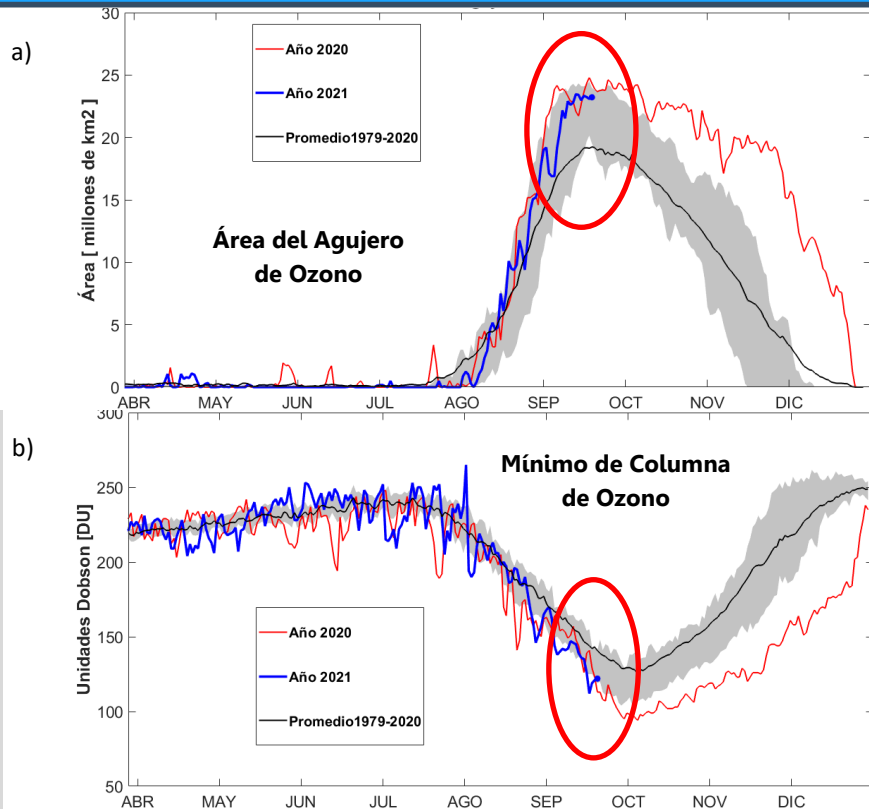 a)
30
25
20
15
10
5
0
Área [ millones de km2 ]
Año 2020
Año 2021
Promedio1979-2020
Área del Agujero
de Ozono
ABR MAY JUN JUL AGO SEP OCT NOV DIC
b)
300
250
200
150
100
50
Unidades Dobson [DU]
Mínimo de Columna
de Ozono
Año 2020
Año 2021
Promedio1979-2020
ABR MAY JUN JUL AGO SEP OCT NOV DIC